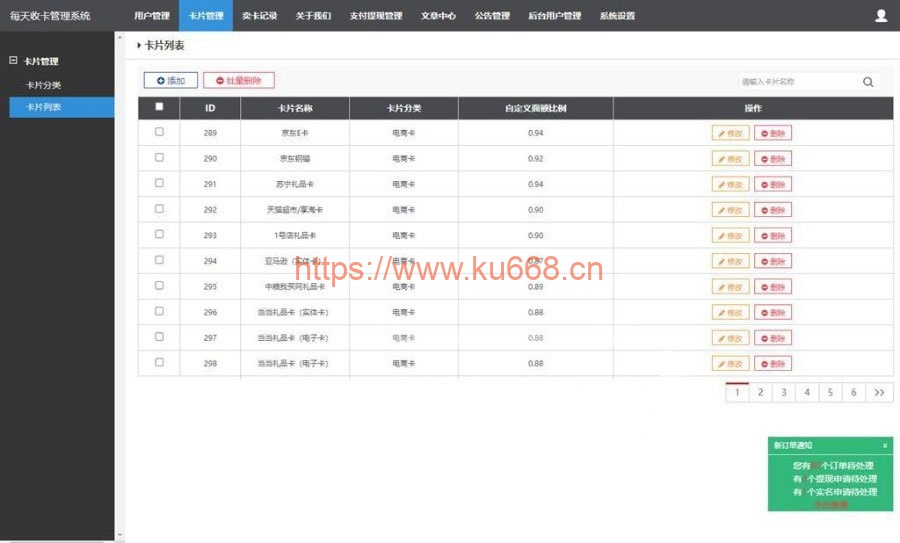 每天收卡管理系统 用户管理 卡片管理 卖卡记录 关于我们 支付提现管理 文章中心 公告管理 后台用户管理 系统设置
卡片管理
卡片分类
卡片列表
卡片列表
添加 批量删除 请输入卡片名称
ID 卡片名称 卡片分类 自定义面额比例 操作
289 京东E卡 电商卡 0.94 修改 删除
290 京东钢镚 电商卡 0.92 修改 删除
291 苏宁礼品卡 电商卡 0.94 修改 删除
292 天猫超市/享淘卡 电商卡 0.90 修改 删除
293 1号店礼品卡 电商卡 0.90 修改 删除
294 亚马逊（实体卡） 电商卡 0.87 修改 删除
https://www.ku668.cn
295 中粮我买网礼品卡 电商卡 0.89 修改 删除
296 当当礼品卡（实体卡） 电商卡 0.88 修改 删除
297 当当礼品卡（电子卡） 电商卡 0.88 修改 删除
298 当当礼品卡（电子卡） 电商卡 0.88 修改 删除
1 2 3 4 5 6 >>
新订单通知 ×
您有 个订单待处理
有 个提现申请待处理
有 个实名申请待处理
点击查看